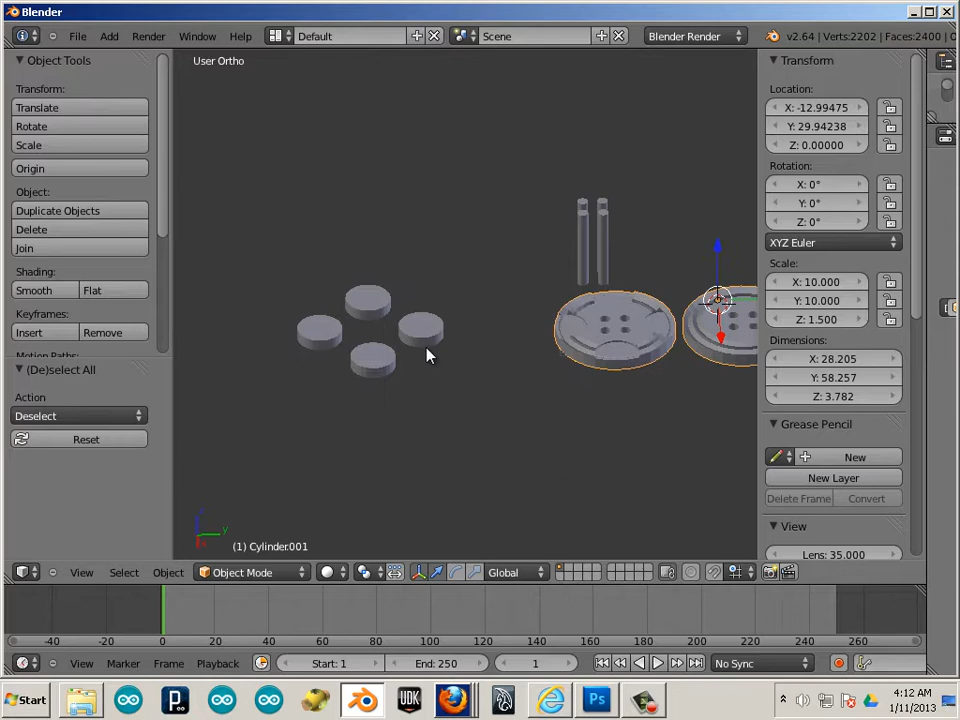 Blender
File Add Render Window Help Default Scene Blender Render v2.64 | Verts:2202 | Faces:2400 | O
Object Tools
Transform:
Translate
Rotate
Scale
Origin
Object:
Duplicate Objects
Delete
Join
Shading:
Smooth Flat
Keyframes:
Insert Remove
(De)select All
Action
Deselect
Reset
User Ortho
(1) Cylinder.001
Transform
Location:
X: -12.99475
Y: 29.94238
Z: 0.00000
Rotation:
X: 0°
Y: 0°
Z: 0°
XYZ Euler
Scale:
X: 10.000
Y: 10.000
Z: 1.500
Dimensions:
X: 28.205
Y: 58.257
Z: 3.782
Grease Pencil
New
New Layer
Delete Frame Convert
View
Lens: 35.000
View Select Object Object Mode Global
-40 -20 0 20 40 60 80 100 120 140 160 180 200 220 240 260
View Marker Frame Playback Start: 1 End: 250 1 No Sync
Start UDK Ps 4:12 AM
1/11/2013